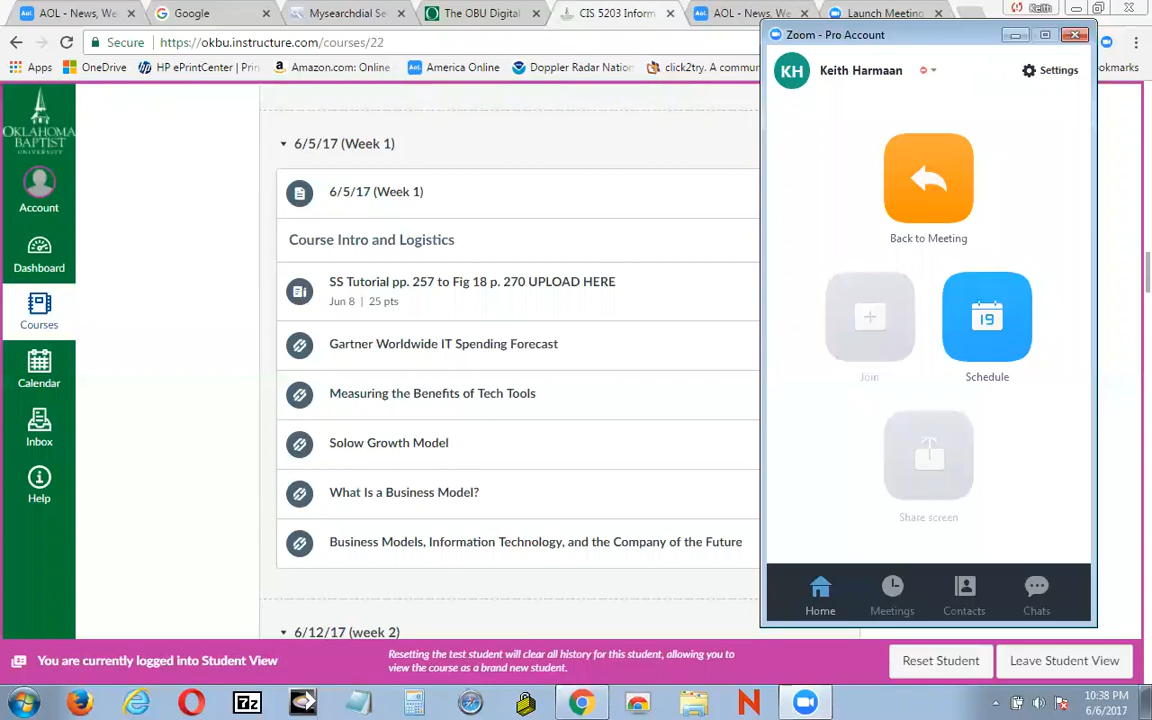 AOL - News, We
Google
Mysearchdial Se
The OBU Digital
CIS 5203 Inform
AOL - News, W
Launch Meeting
Keith
Secure
https://okbu.instructure.com/courses/22
Apps
OneDrive
HP ePrintCenter | Prin
Amazon.com: Online
America Online
Doppler Radar Nation
click2try. A commu
okmarks
Zoom - Pro Account
KH
Keith Harmaan
Settings
Back to Meeting
Join
19
Schedule
Share screen
Home
Meetings
Contacts
Chats
OKLAHOMA
BAPTIST
UNIVERSITY
Account
Dashboard
Courses
Calendar
Inbox
Help
6/5/17 (Week 1)
6/5/17 (Week 1)
Course Intro and Logistics
SS Tutorial pp. 257 to Fig 18 p. 270 UPLOAD HERE
Jun 8 | 25 pts
Gartner Worldwide IT Spending Forecast
Measuring the Benefits of Tech Tools
Solow Growth Model
What Is a Business Model?
Business Models, Information Technology, and the Company of the Future
6/12/17 (week 2)
You are currently logged into Student View
Resetting the test student will clear all history for this student, allowing you to
view the course as a brand new student.
Reset Student
Leave Student View
7z
N
10:38 PM
6/6/2017